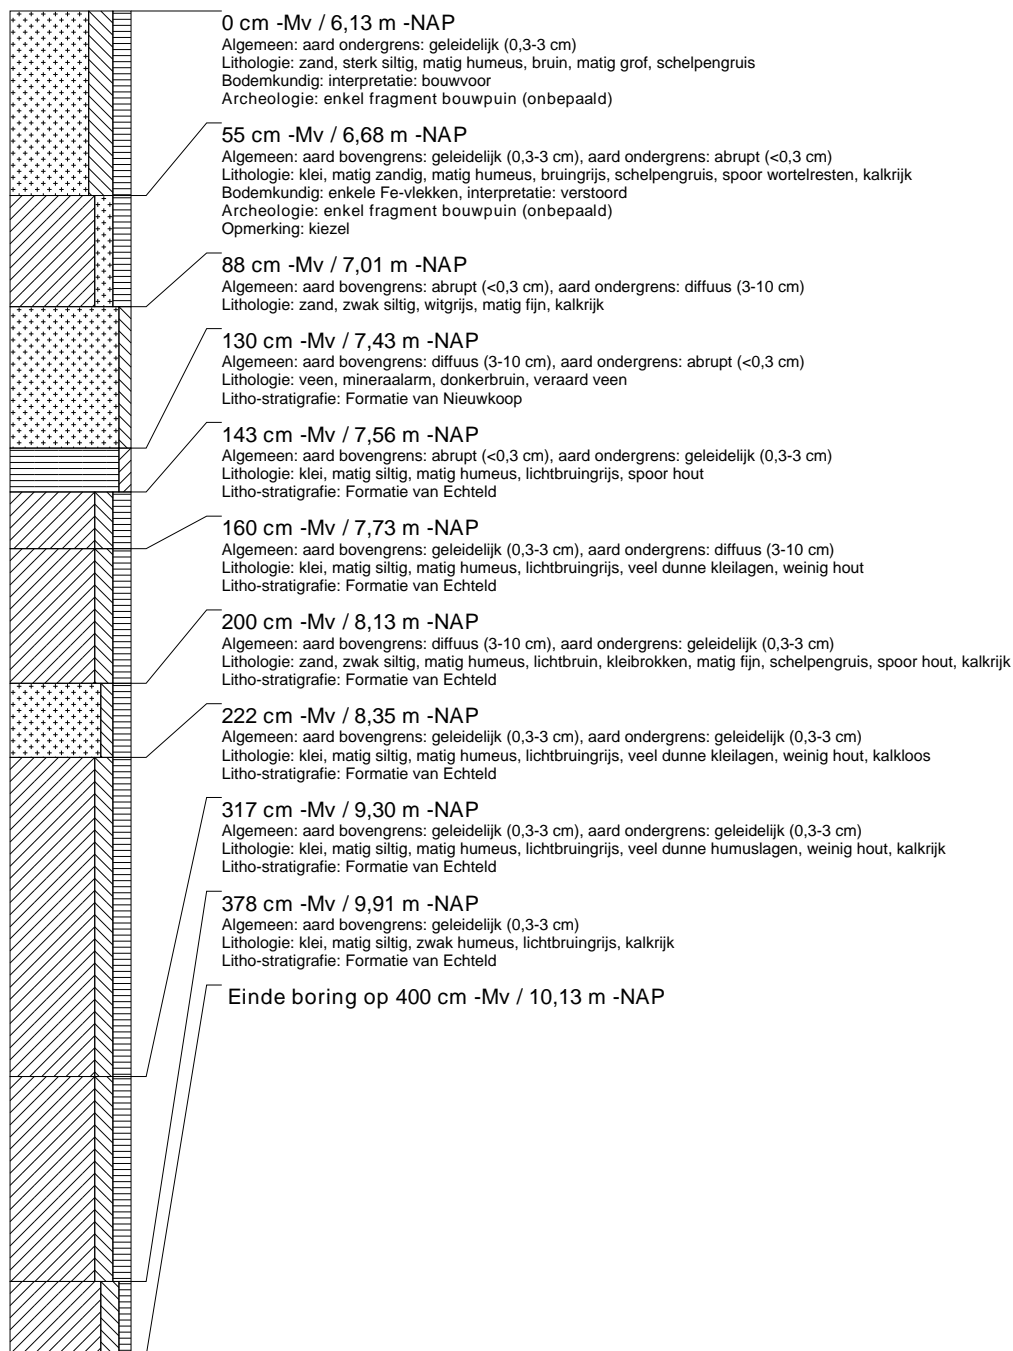 0 cm -Mv / 6,13 m -NAP
Algemeen: aard ondergrens: geleidelijk (0,3-3 cm)
Lithologie: zand, sterk siltig, matig humeus, bruin, matig grof, schelpengruis
Bodemkundig: interpretatie: bouwvoor
Archeologie: enkel fragment bouwpuin (onbepaald)
55 cm -Mv / 6,68 m -NAP
Algemeen: aard bovengrens: geleidelijk (0,3-3 cm), aard ondergrens: abrupt (<0,3 cm)
Lithologie: klei, matig zandig, matig humeus, bruingrijs, schelpengruis, spoor wortelresten, kalkrijk
Bodemkundig: enkele Fe-vlekken, interpretatie: verstoord
Archeologie: enkel fragment bouwpuin (onbepaald)
Opmerking: kiezel
88 cm -Mv / 7,01 m -NAP
Algemeen: aard bovengrens: abrupt (<0,3 cm), aard ondergrens: diffuus (3-10 cm)
Lithologie: zand, zwak siltig, witgrijs, matig fijn, kalkrijk
130 cm -Mv / 7,43 m -NAP
Algemeen: aard bovengrens: diffuus (3-10 cm), aard ondergrens: abrupt (<0,3 cm)
Lithologie: veen, mineraalarm, donkerbruin, veraard veen
Litho-stratigrafie: Formatie van Nieuwkoop
143 cm -Mv / 7,56 m -NAP
Algemeen: aard bovengrens: abrupt (<0,3 cm), aard ondergrens: geleidelijk (0,3-3 cm)
Lithologie: klei, matig siltig, matig humeus, lichtbruingrijs, spoor hout
Litho-stratigrafie: Formatie van Echteld
160 cm -Mv / 7,73 m -NAP
Algemeen: aard bovengrens: geleidelijk (0,3-3 cm), aard ondergrens: diffuus (3-10 cm)
Lithologie: klei, matig siltig, matig humeus, lichtbruingrijs, veel dunne kleilagen, weinig hout
Litho-stratigrafie: Formatie van Echteld
200 cm -Mv / 8,13 m -NAP
Algemeen: aard bovengrens: diffuus (3-10 cm), aard ondergrens: geleidelijk (0,3-3 cm)
Lithologie: zand, zwak siltig, matig humeus, lichtbruin, kleibrokken, matig fijn, schelpengruis, spoor hout, kalkrijk
Litho-stratigrafie: Formatie van Echteld
222 cm -Mv / 8,35 m -NAP
Algemeen: aard bovengrens: geleidelijk (0,3-3 cm), aard ondergrens: geleidelijk (0,3-3 cm)
Lithologie: klei, matig siltig, matig humeus, lichtbruingrijs, veel dunne kleilagen, weinig hout, kalkloos
Litho-stratigrafie: Formatie van Echteld
317 cm -Mv / 9,30 m -NAP
Algemeen: aard bovengrens: geleidelijk (0,3-3 cm), aard ondergrens: geleidelijk (0,3-3 cm)
Lithologie: klei, matig siltig, matig humeus, lichtbruingrijs, veel dunne humuslagen, weinig hout, kalkrijk
Litho-stratigrafie: Formatie van Echteld
378 cm -Mv / 9,91 m -NAP
Algemeen: aard bovengrens: geleidelijk (0,3-3 cm)
Lithologie: klei, matig siltig, zwak humeus, lichtbruingrijs, kalkrijk
Litho-stratigrafie: Formatie van Echteld
Einde boring op 400 cm -Mv / 10,13 m -NAP